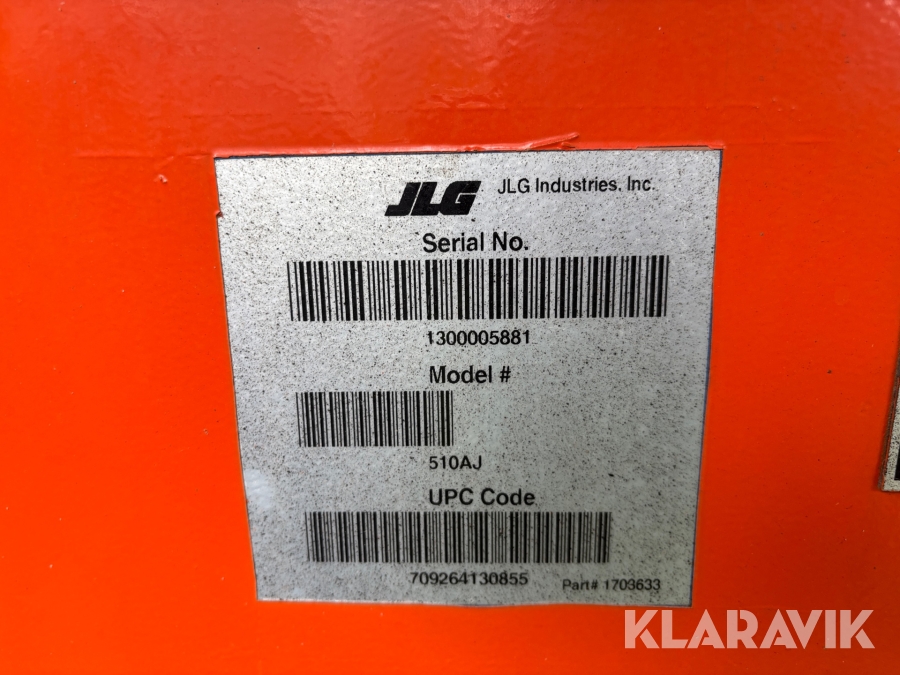 JLG JLG Industries, Inc.
Serial No.
1300005881
Model #
510AJ
UPC Code
709264130855
Part# 1703633
KLARAVIK